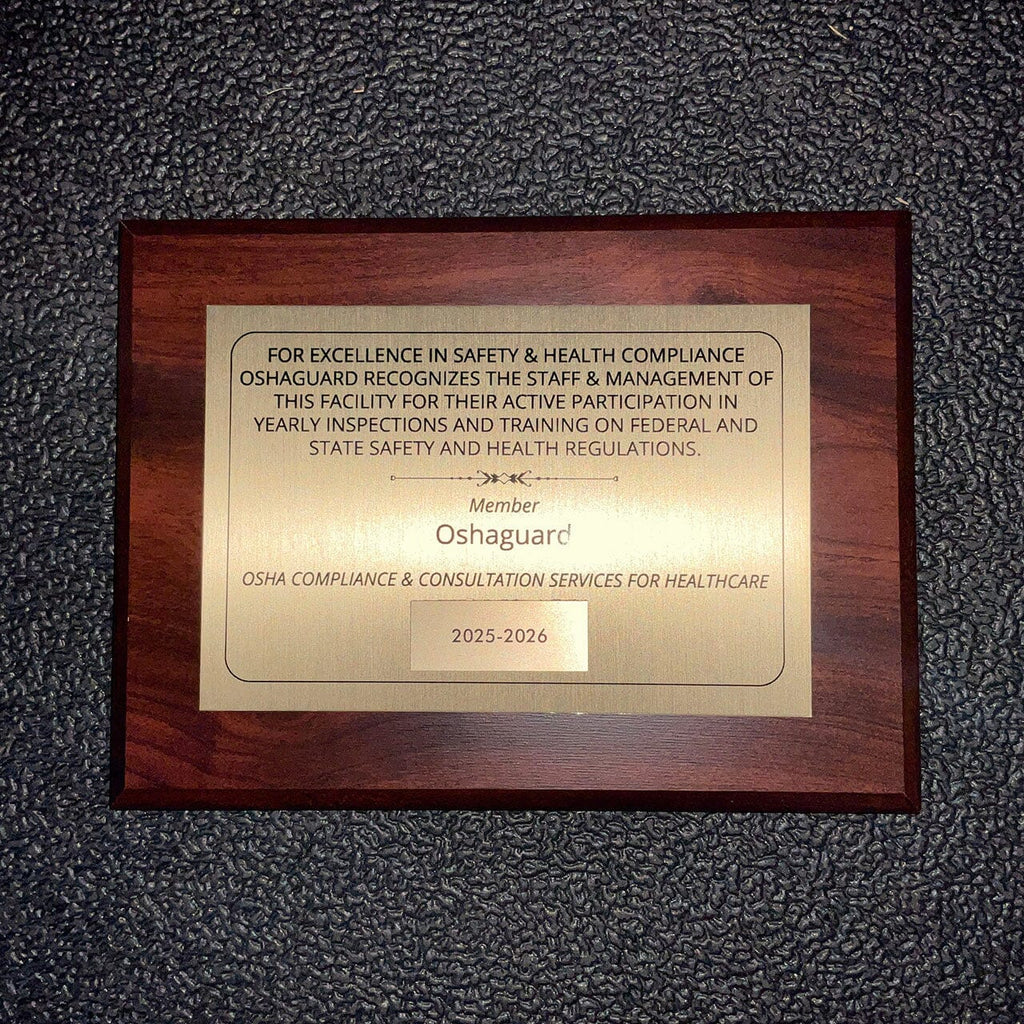 FOR EXCELLENCE IN SAFETY & HEALTH COMPLIANCE
OSHAGUARD RECOGNIZES THE STAFF & MANAGEMENT OF
THIS FACILITY FOR THEIR ACTIVE PARTICIPATION IN
YEARLY INSPECTIONS AND TRAINING ON FEDERAL AND
STATE SAFETY AND HEALTH REGULATIONS.
Member
Oshaguard
OSHA COMPLIANCE & CONSULTATION SERVICES FOR HEALTHCARE
2025-2026